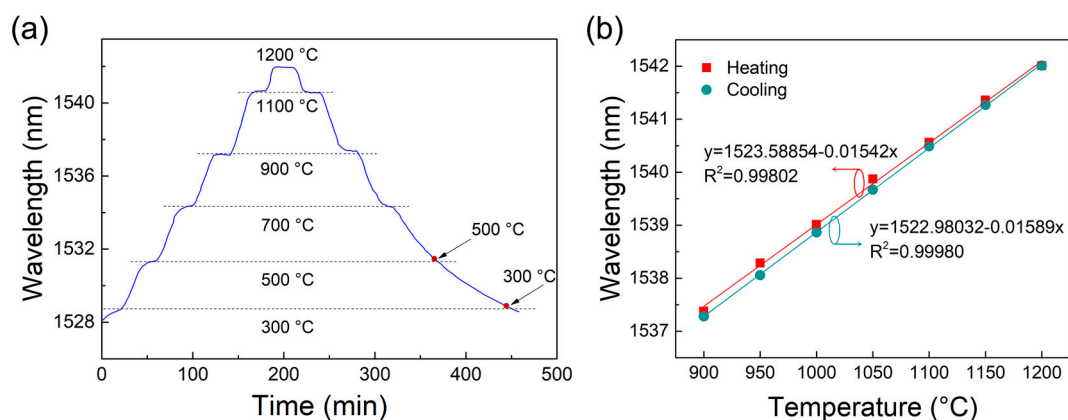 (a)
Wavelength (nm)
1540
1536
1532
1528
1200 °C
1100 °C
900 °C
700 °C
500 °C
500 °C
300 °C
300 °C
0
100
200
300
400
500
Time (min)
(b)
Wavelength (nm)
1542
1541
1540
1539
1538
1537
Heating
Cooling
y=1523.58854-0.01542x
R²=0.99802
y=1522.98032-0.01589x
R²=0.99980
900
950
1000
1050
1100
1150
1200
Temperature (°C)